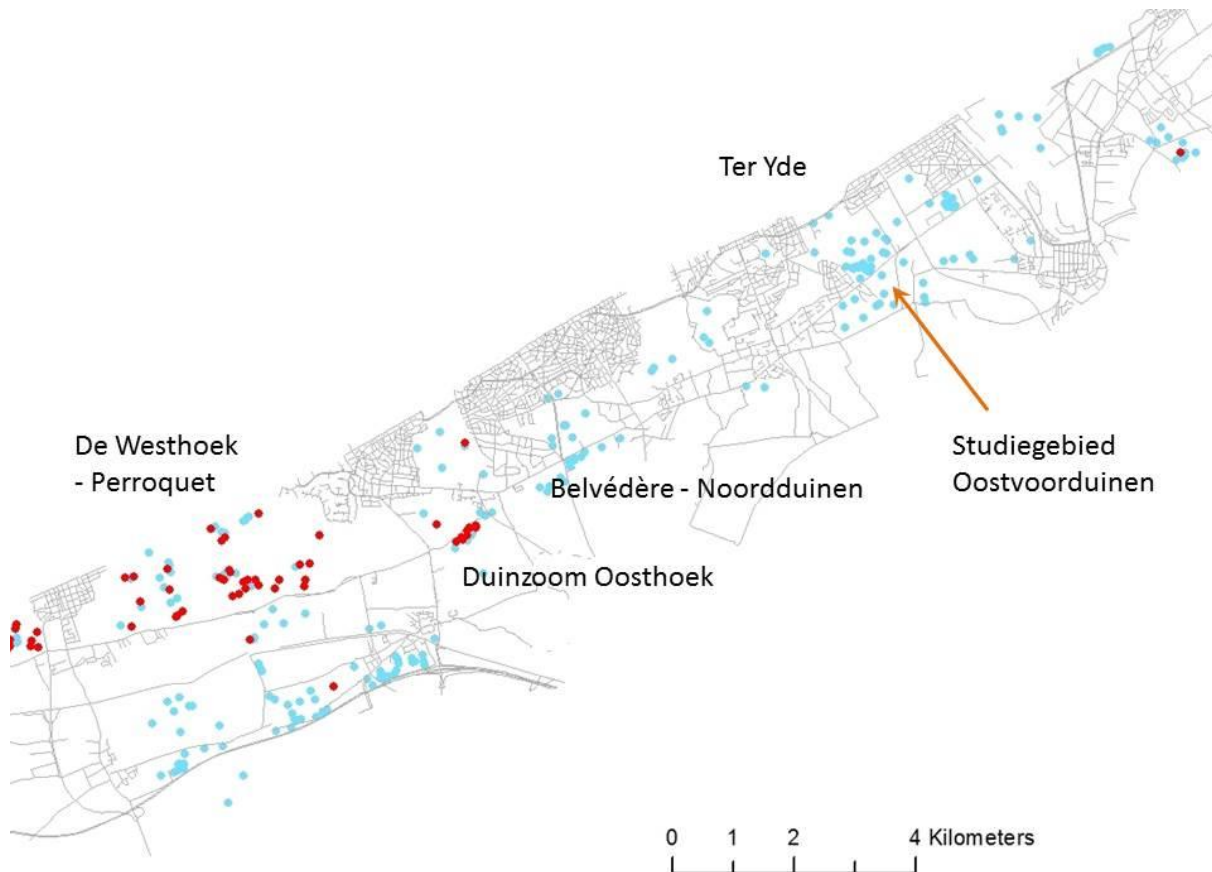 Ter Yde
De Westhoek
- Perroquet
Studiegebied
Oostvoorduinen
Belvédère - Noordduinen
Duinzoom Oosthoek
0 1 2 4 Kilometers